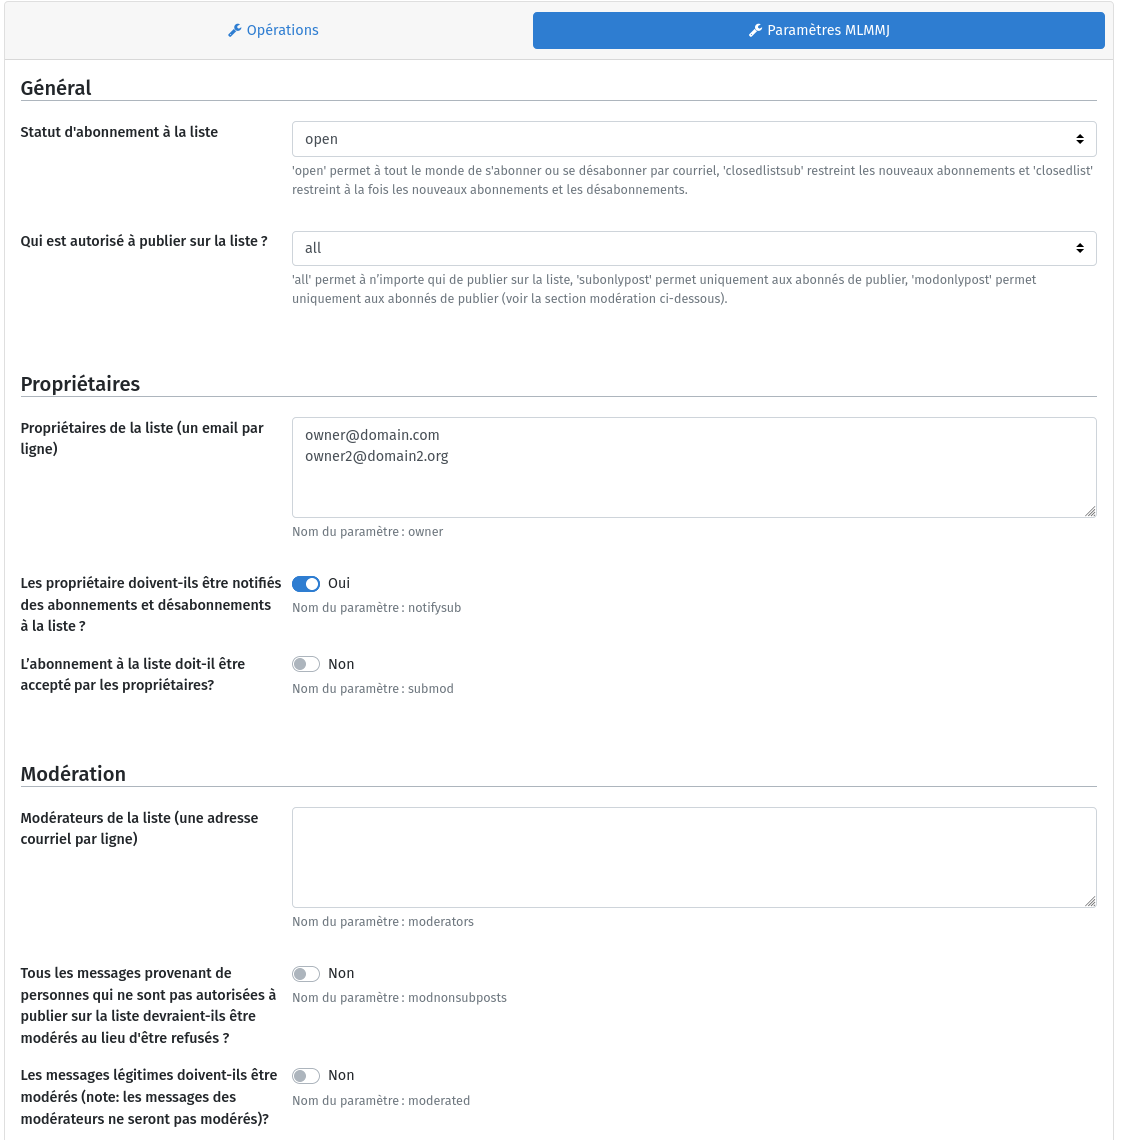 Opérations
Paramètres MLMMJ
Général
Statut d'abonnement à la liste
open
'open' permet à tout le monde de s'abonner ou se désabonner par courriel, 'closedlistsub' restreint les nouveaux abonnements et 'closedlist'
restreint à la fois les nouveaux abonnements et les désabonnements.
Qui est autorisé à publier sur la liste ?
all
'all' permet à n’importe qui de publier sur la liste, 'subonlypost' permet uniquement aux abonnés de publier, 'modonlypost' permet
uniquement aux abonnés de publier (voir la section modération ci-dessous).
Propriétaires
Propriétaires de la liste (un email par
ligne)
owner@domain.com
owner2@domain2.org
Nom du paramètre : owner
Les propriétaire doivent-ils être notifiés
des abonnements et désabonnements
à la liste ?
Oui
Nom du paramètre : notifysub
L’abonnement à la liste doit-il être
accepté par les propriétaires?
Non
Nom du paramètre : submod
Modération
Modérateurs de la liste (une adresse
courriel par ligne)
Nom du paramètre : moderators
Tous les messages provenant de
personnes qui ne sont pas autorisées à
publier sur la liste devraient-ils être
modérés au lieu d'être refusés ?
Non
Nom du paramètre : modnonsubposts
Les messages légitimes doivent-ils être
modérés (note: les messages des
modérateurs ne seront pas modérés)?
Non
Nom du paramètre : moderated